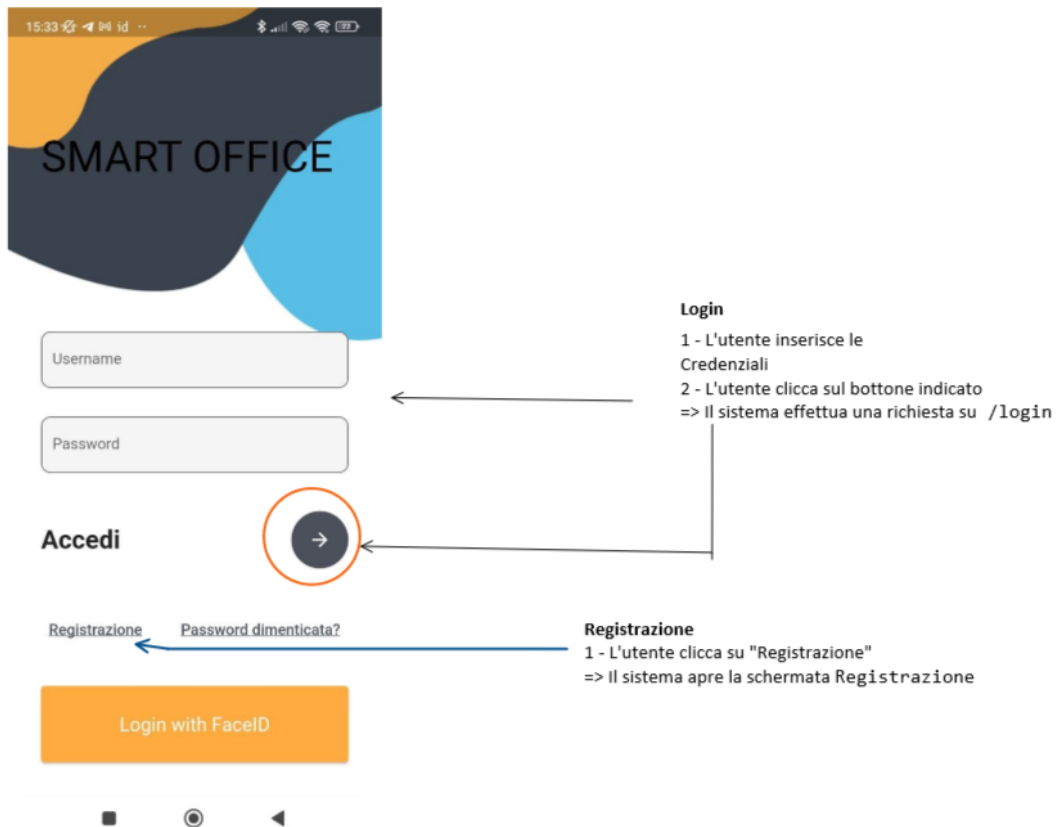 15:33 id ··
SMART OFFICE
Username
Password
Accedi
Registrazione Password dimenticata?
Login with FaceID
Login
1 - L'utente inserisce le
Credenziali
2 - L'utente clicca sul bottone indicato
=> Il sistema effettua una richiesta su /login
Registrazione
1 - L'utente clicca su "Registrazione"
=> Il sistema apre la schermata Registrazione